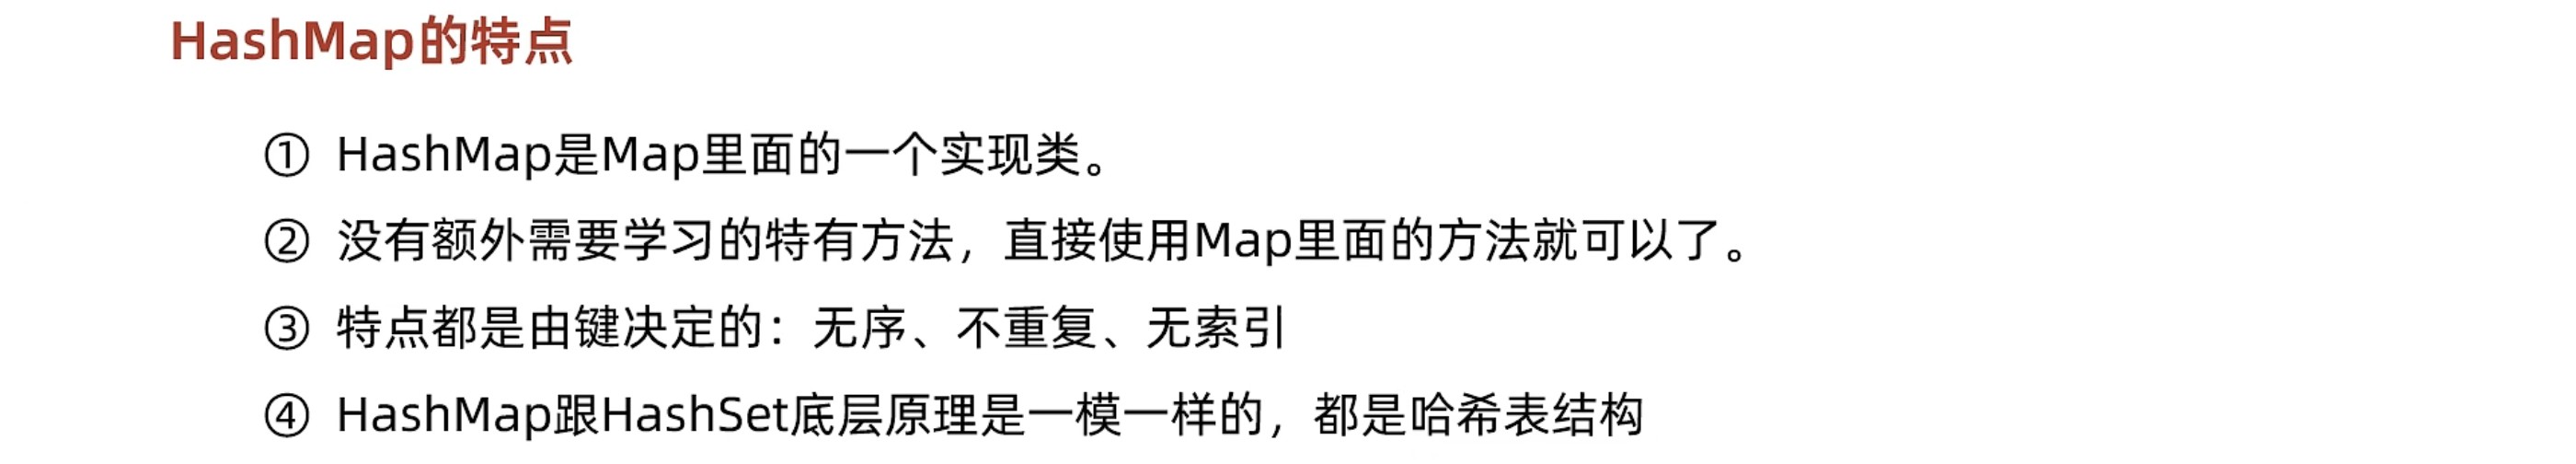 HashMap的特点
① HashMap是Map里面的一个实现类。
② 没有额外需要学习的特有方法，直接使用Map里面的方法就可以了。
③ 特点都是由键决定的：无序、不重复、无索引
④ HashMap跟HashSet底层原理是一模一样的，都是哈希表结构